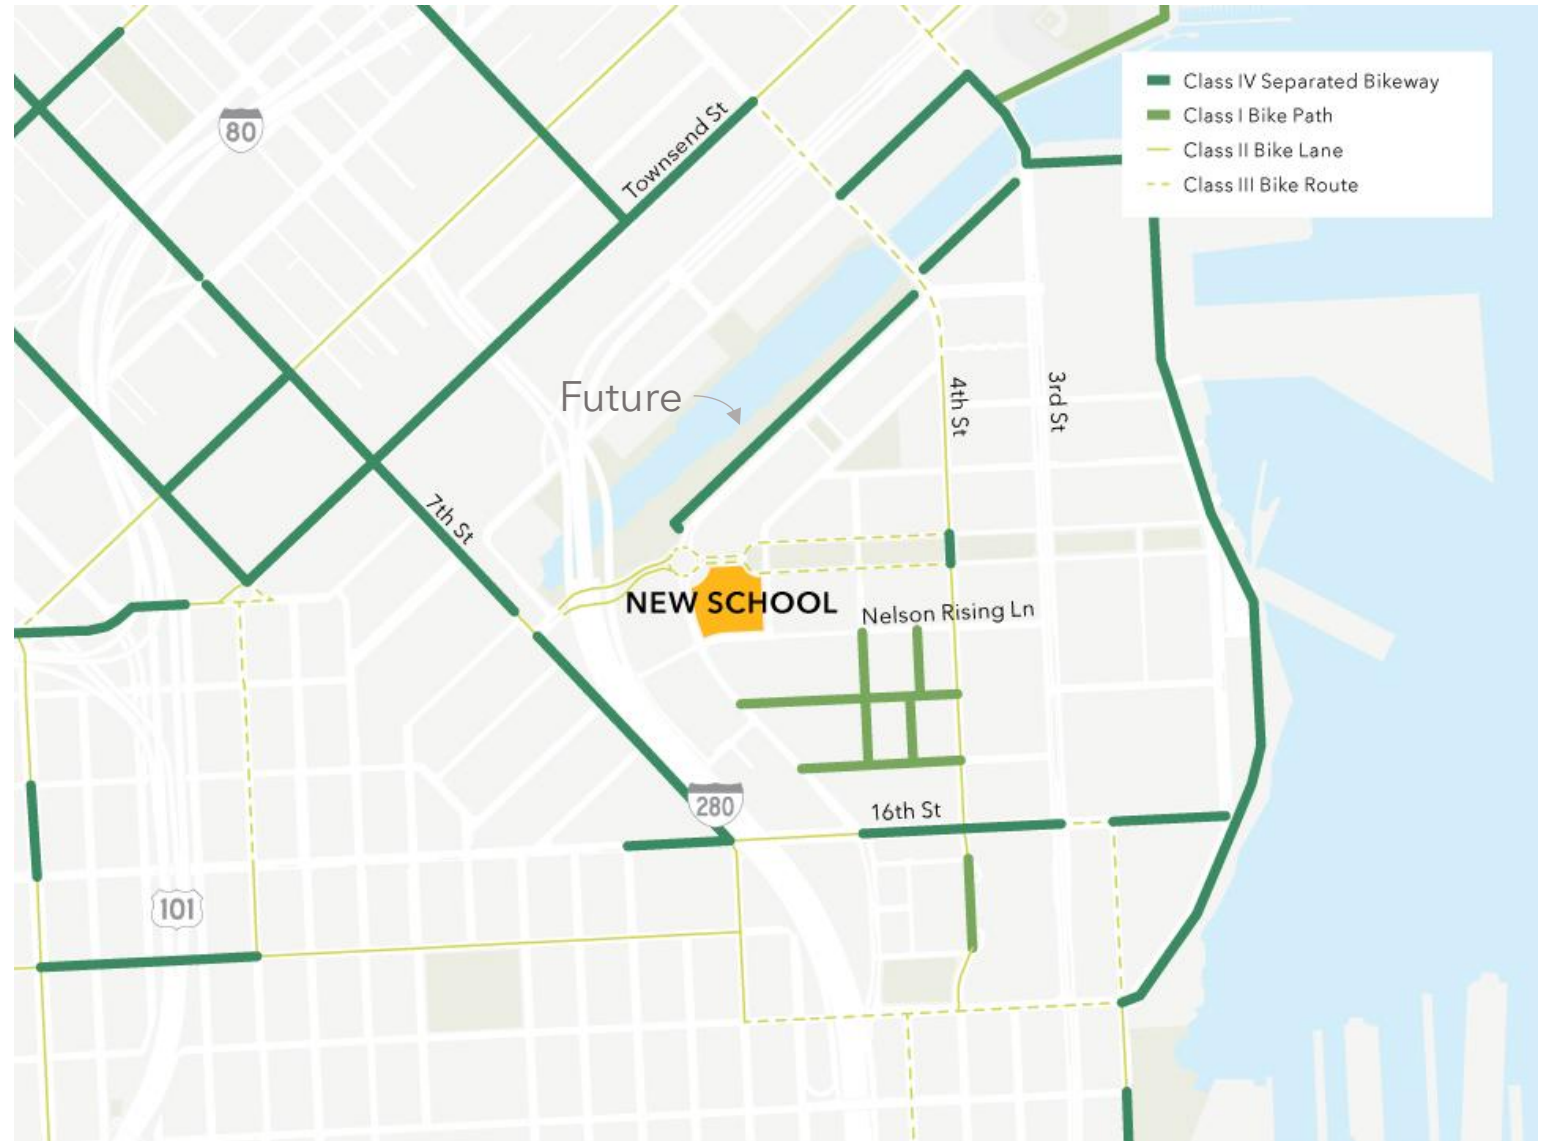 Class IV Separated Bikeway
Class I Bike Path
Class II Bike Lane
Class III Bike Route
80
Townsend St
Future
4th St
3rd St
7th St
NEW SCHOOL
Nelson Rising Ln
280
16th St
101